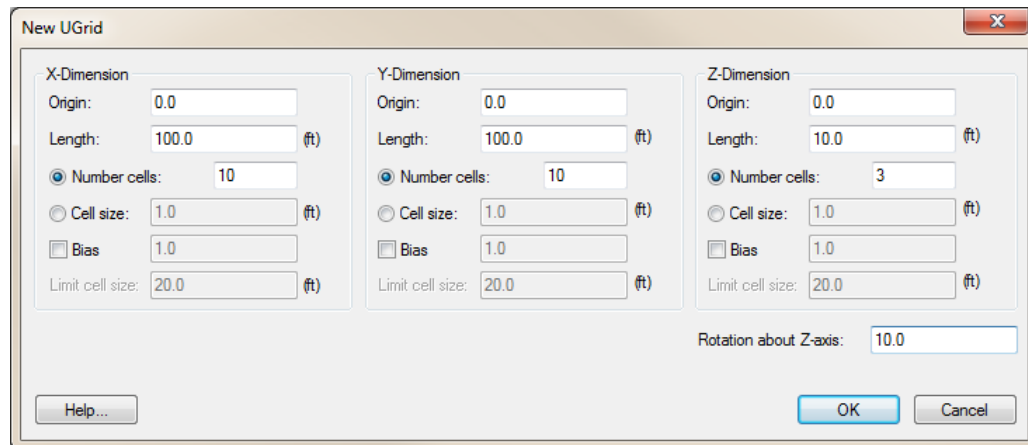 New UGrid
X-Dimension
Origin: 0.0
Length: 100.0 (ft)
Number cells: 10
Cell size: 1.0 (ft)
Bias 1.0
Limit cell size: 20.0 (ft)
Y-Dimension
Origin: 0.0
Length: 100.0 (ft)
Number cells: 10
Cell size: 1.0 (ft)
Bias 1.0
Limit cell size: 20.0 (ft)
Z-Dimension
Origin: 0.0
Length: 10.0 (ft)
Number cells: 3
Cell size: 1.0 (ft)
Bias 1.0
Limit cell size: 20.0 (ft)
Rotation about Z-axis: 10.0
Help... OK Cancel